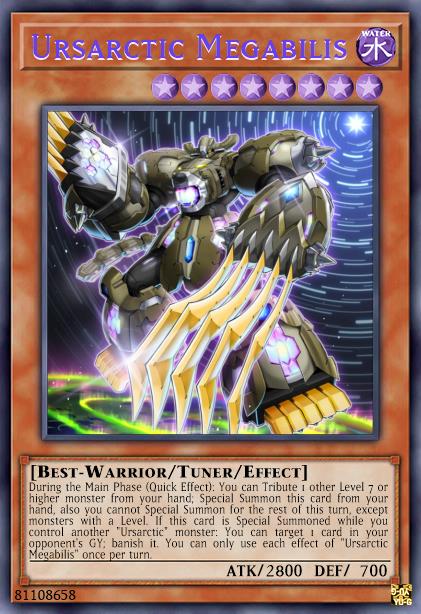 Ursarctic Megabilis
WATER
水
[Best-Warrior/Tuner/Effect]
During the Main Phase (Quick Effect): You can Tribute 1 other Level 7 or
higher monster from your hand; Special Summon this card from your
hand, also you cannot Special Summon for the rest of this turn, except
monsters with a Level. If this card is Special Summoned while you
control another "Ursarctic" monster: You can target 1 card in your
opponent's GY; banish it. You can only use each effect of "Ursarctic
Megabilis" once per turn.
ATK/2800 DEF/ 700
81108658